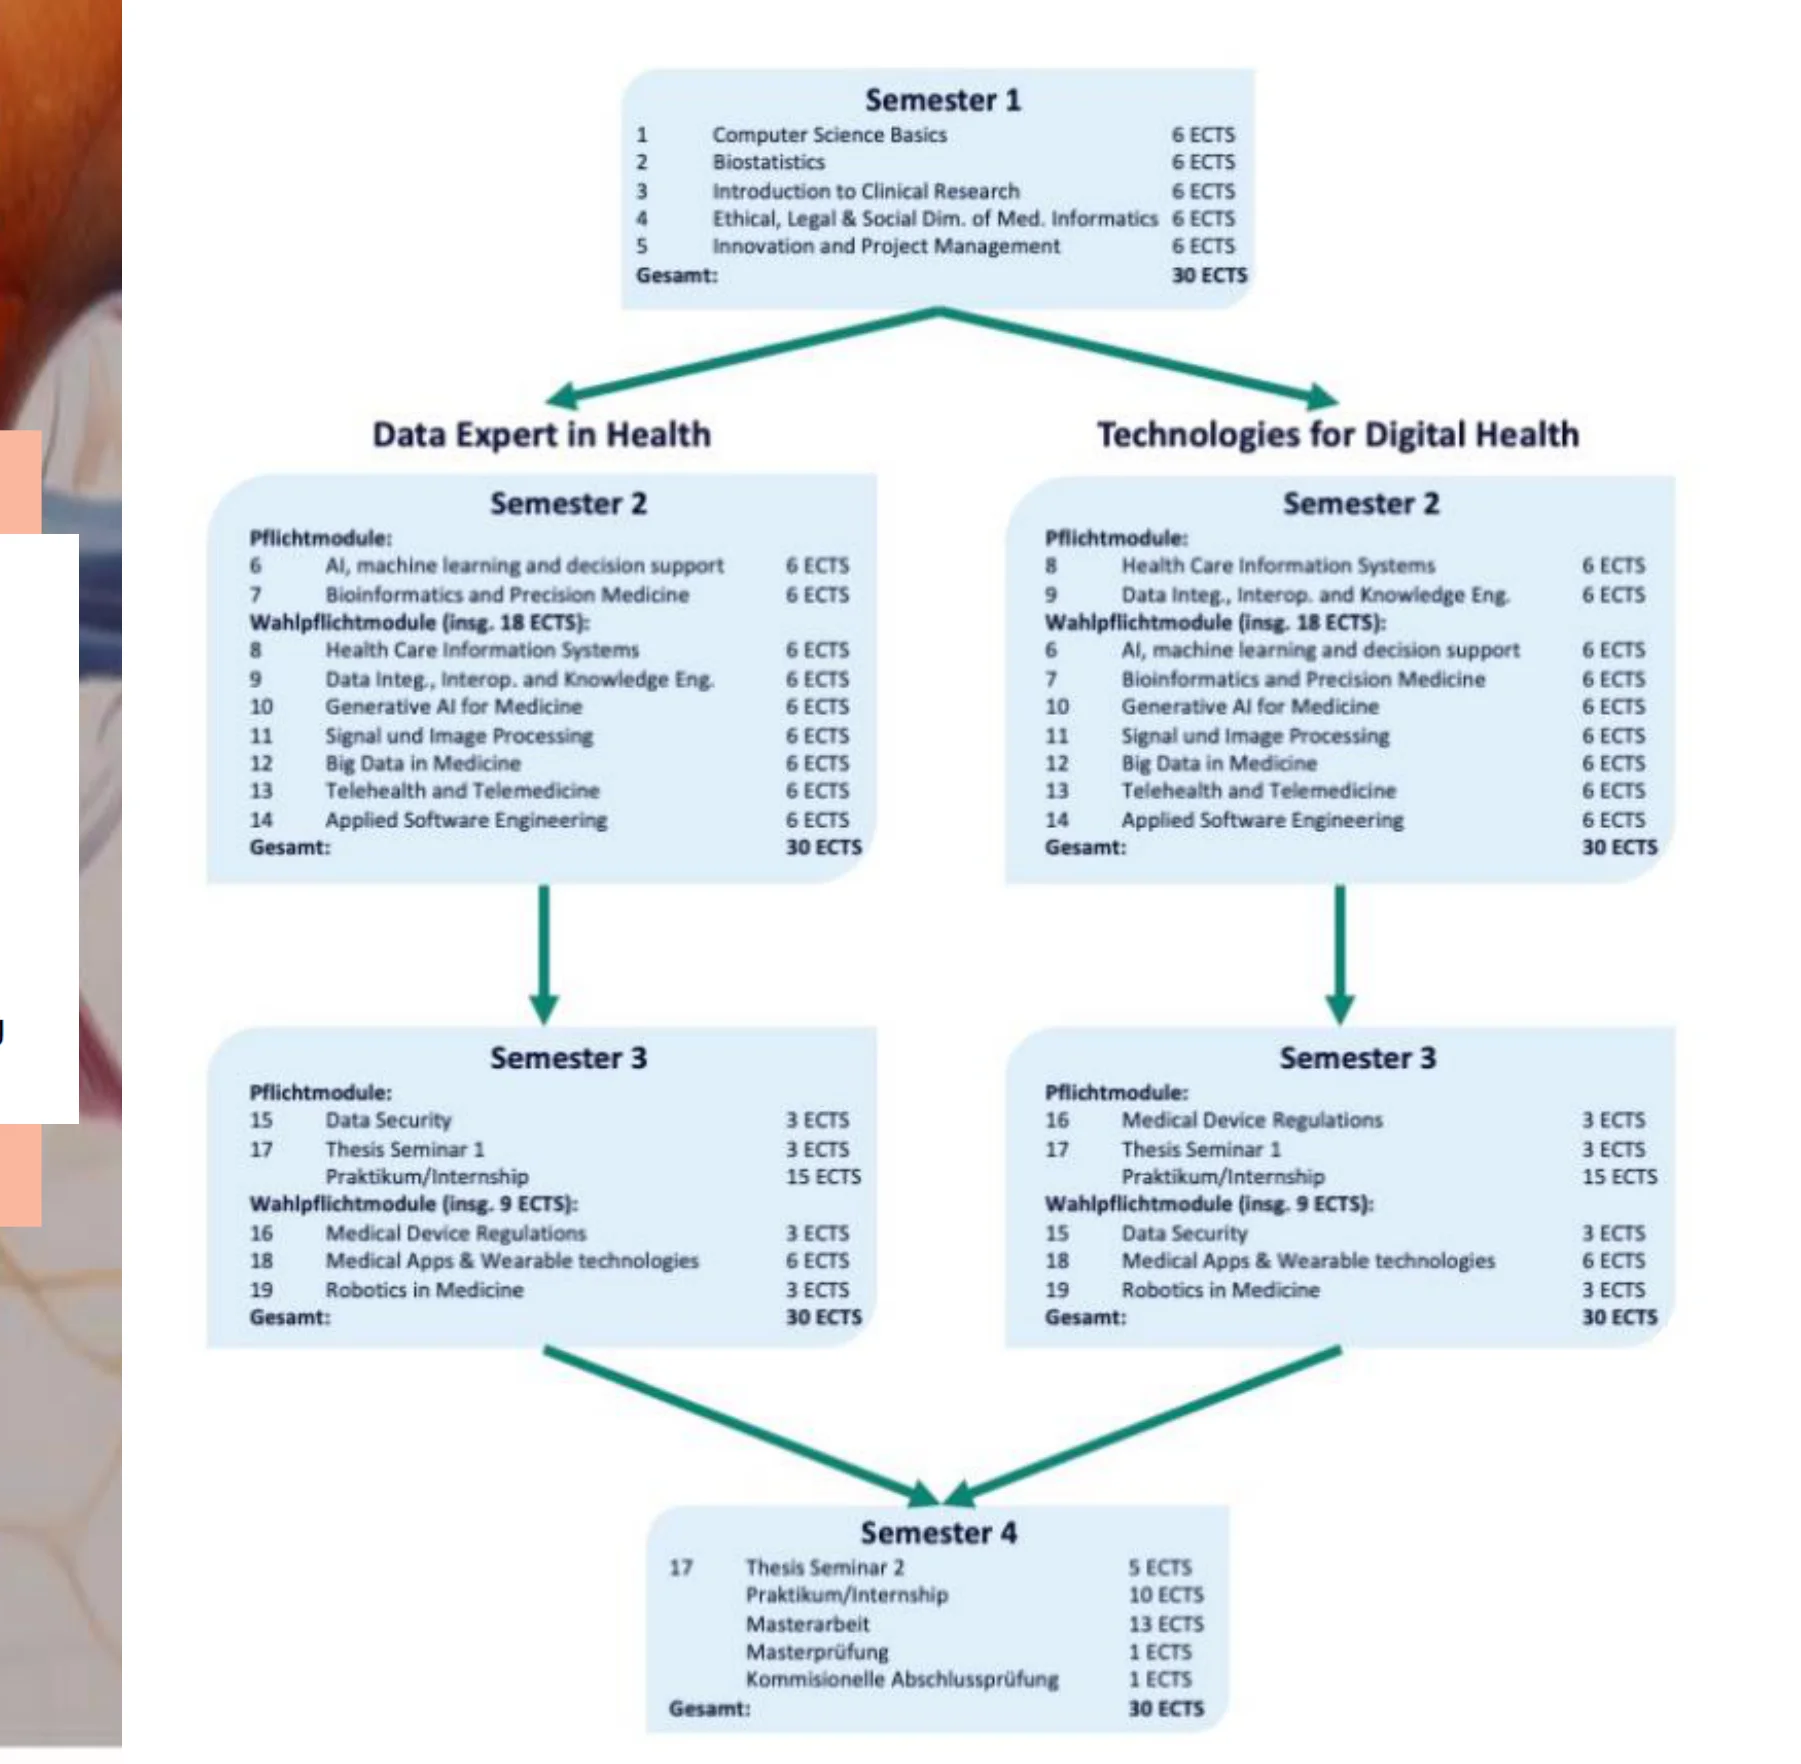 Semester 1
1 Computer Science Basics 6 ECTS
2 Biostatistics 6 ECTS
3 Introduction to Clinical Research 6 ECTS
4 Ethical, Legal & Social Dim. of Med. Informatics 6 ECTS
5 Innovation and Project Management 6 ECTS
Gesamt: 30 ECTS
Data Expert in Health
Semester 2
Pflichtmodule:
6 AI, machine learning and decision support 6 ECTS
7 Bioinformatics and Precision Medicine 6 ECTS
Wahlpflichtmodule (insg. 18 ECTS):
8 Health Care Information Systems 6 ECTS
9 Data Integ., Interop. and Knowledge Eng. 6 ECTS
10 Generative AI for Medicine 6 ECTS
11 Signal und Image Processing 6 ECTS
12 Big Data in Medicine 6 ECTS
13 Telehealth and Telemedicine 6 ECTS
14 Applied Software Engineering 6 ECTS
Gesamt: 30 ECTS
Semester 3
Pflichtmodule:
15 Data Security 3 ECTS
17 Thesis Seminar 1 3 ECTS
Praktikum/Internship 15 ECTS
Wahlpflichtmodule (insg. 9 ECTS):
16 Medical Device Regulations 3 ECTS
18 Medical Apps & Wearable technologies 6 ECTS
19 Robotics in Medicine 3 ECTS
Gesamt: 30 ECTS
Technologies for Digital Health
Semester 2
Pflichtmodule:
8 Health Care Information Systems 6 ECTS
9 Data Integ., Interop. and Knowledge Eng. 6 ECTS
Wahlpflichtmodule (insg. 18 ECTS):
6 AI, machine learning and decision support 6 ECTS
7 Bioinformatics and Precision Medicine 6 ECTS
10 Generative AI for Medicine 6 ECTS
11 Signal und Image Processing 6 ECTS
12 Big Data in Medicine 6 ECTS
13 Telehealth and Telemedicine 6 ECTS
14 Applied Software Engineering 6 ECTS
Gesamt: 30 ECTS
Semester 3
Pflichtmodule:
16 Medical Device Regulations 3 ECTS
17 Thesis Seminar 1 3 ECTS
Praktikum/Internship 15 ECTS
Wahlpflichtmodule (insg. 9 ECTS):
15 Data Security 3 ECTS
18 Medical Apps & Wearable technologies 6 ECTS
19 Robotics in Medicine 3 ECTS
Gesamt: 30 ECTS
Semester 4
17 Thesis Seminar 2 5 ECTS
Praktikum/Internship 10 ECTS
Masterarbeit 13 ECTS
Masterprüfung 1 ECTS
Kommisionelle Abschlussprüfung 1 ECTS
Gesamt: 30 ECTS